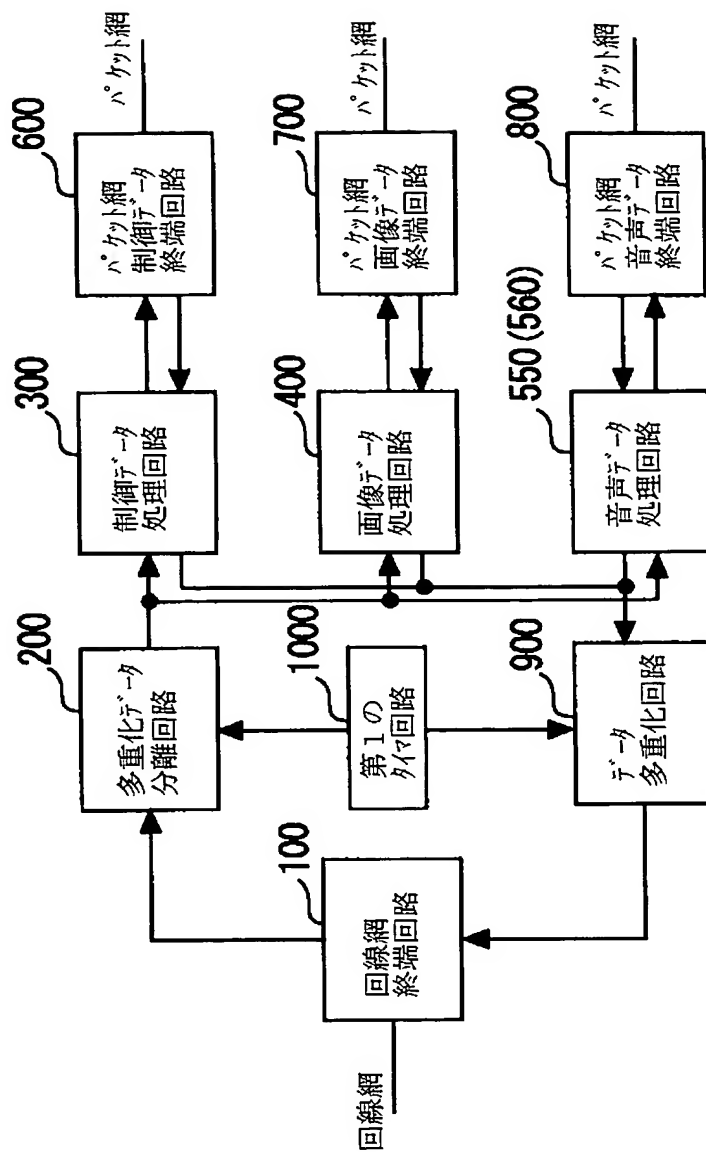 回線網
100
回線網
終端回路
200
多重化データ
分離回路
1000
第1の
タイマ回路
900
データ
多重化回路
300
制御データ
処理回路
400
画像データ
処理回路
550(560)
音声データ
処理回路
600
パケット網
制御データ
終端回路
パケット網
700
パケット網
画像データ
終端回路
パケット網
800
パケット網
音声データ
終端回路
パケット網